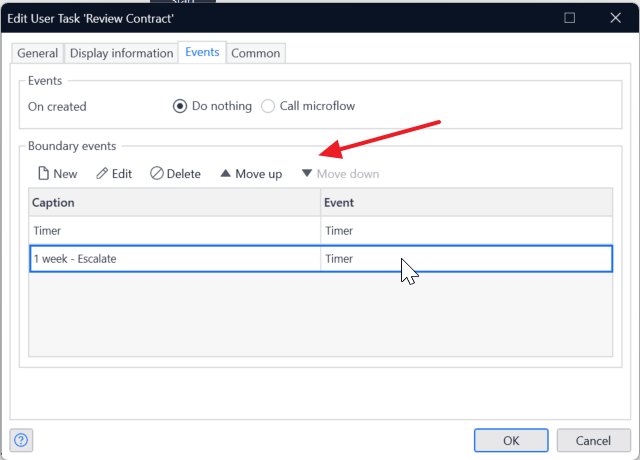 Start
Edit User Task 'Review Contract'
General Display information Events Common
Events
On created Do nothing Call microflow
Boundary events
New Edit Delete Move up Move down
Caption Event
Timer Timer
1 week - Escalate Timer
? OK Cancel